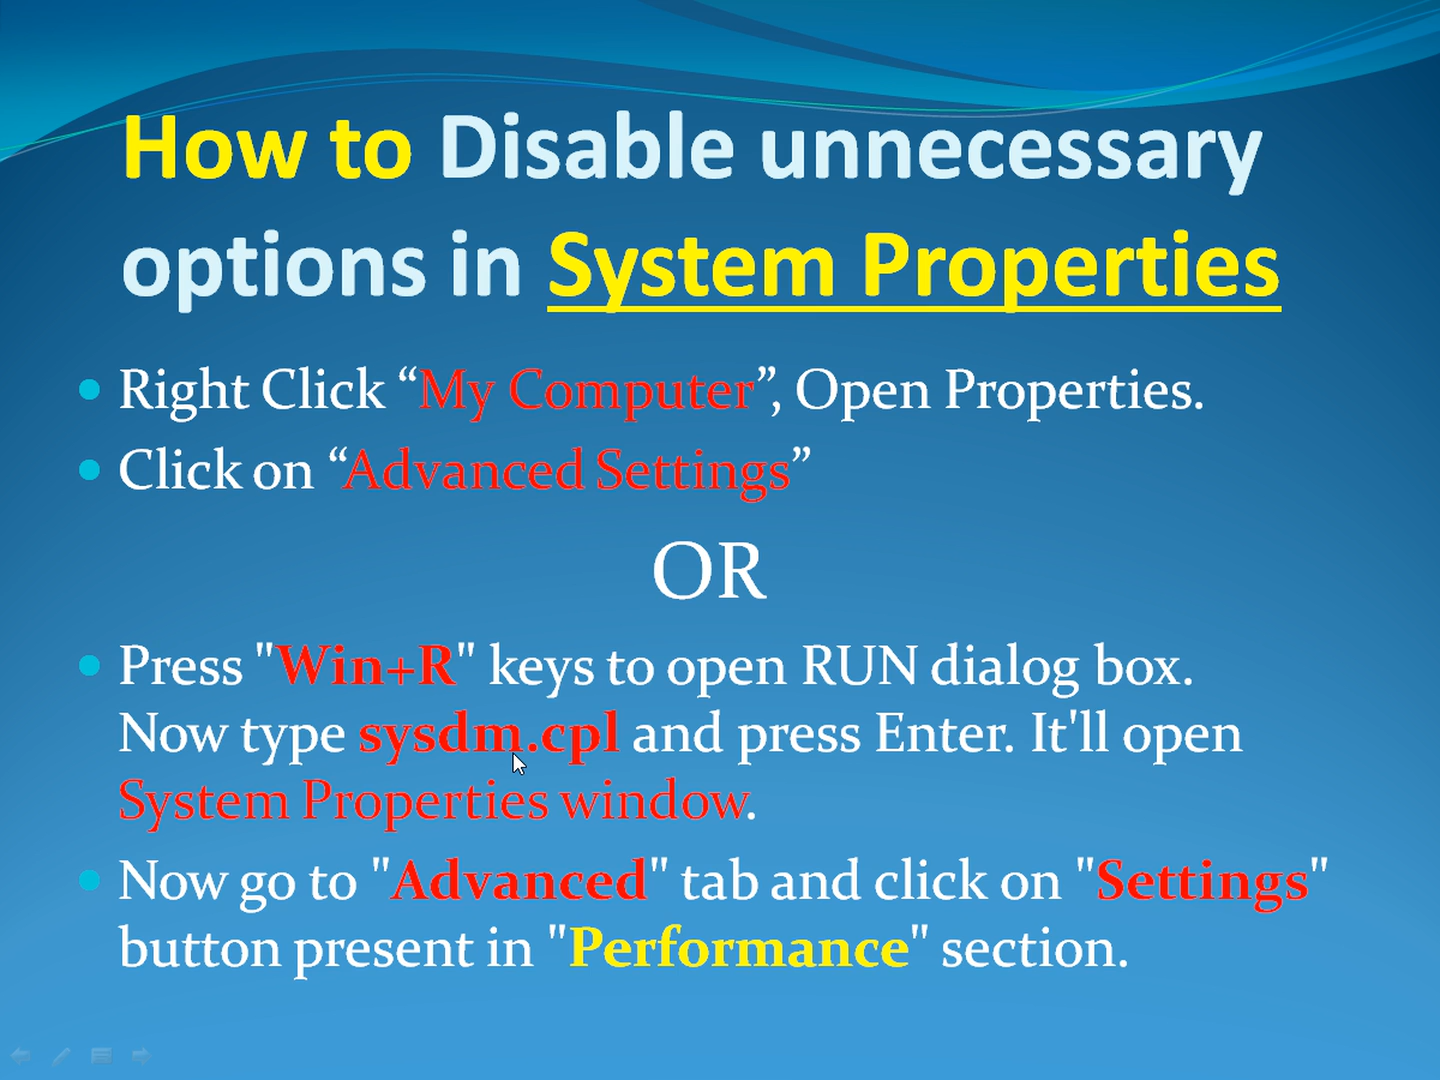 How to Disable unnecessary
options in System Properties
Right Click “My Computer”, Open Properties.
Click on “Advanced Settings”
OR
Press "Win+R" keys to open RUN dialog box.
Now type sysdm.cpl and press Enter. It'll open
System Properties window.
Now go to "Advanced" tab and click on "Settings"
button present in "Performance" section.